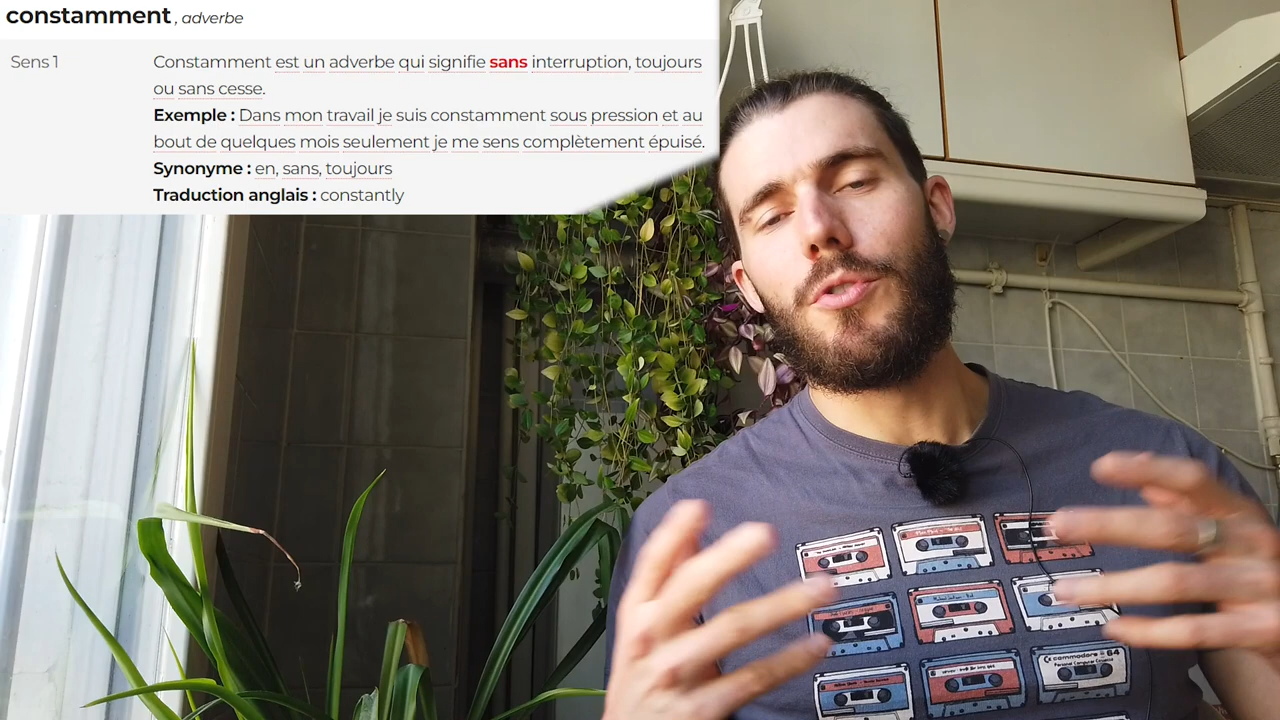 constamment , adverbe
Sens 1
Constamment est un adverbe qui signifie sans interruption, toujours
ou sans cesse.
Exemple : Dans mon travail je suis constamment sous pression et au
bout de quelques mois seulement je me sens complètement épuisé.
Synonyme : en, sans, toujours
Traduction anglais : constantly
commodore 64